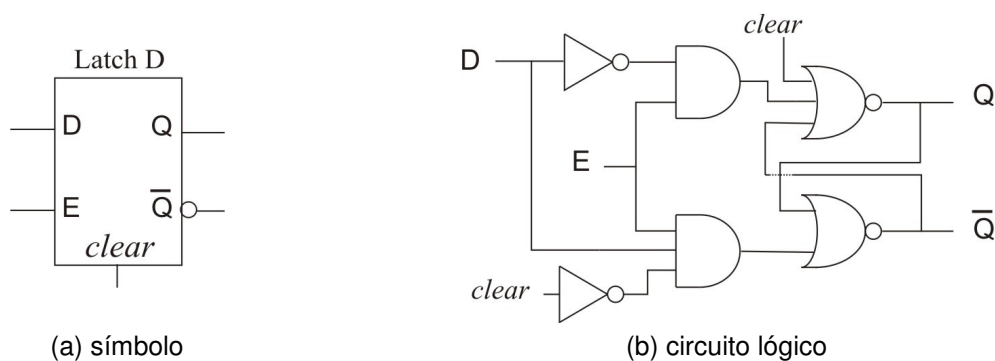 Latch D
D Q
E Q̅
clear
(a) símbolo
clear
D
Q
E
Q̅
clear
(b) circuito lógico